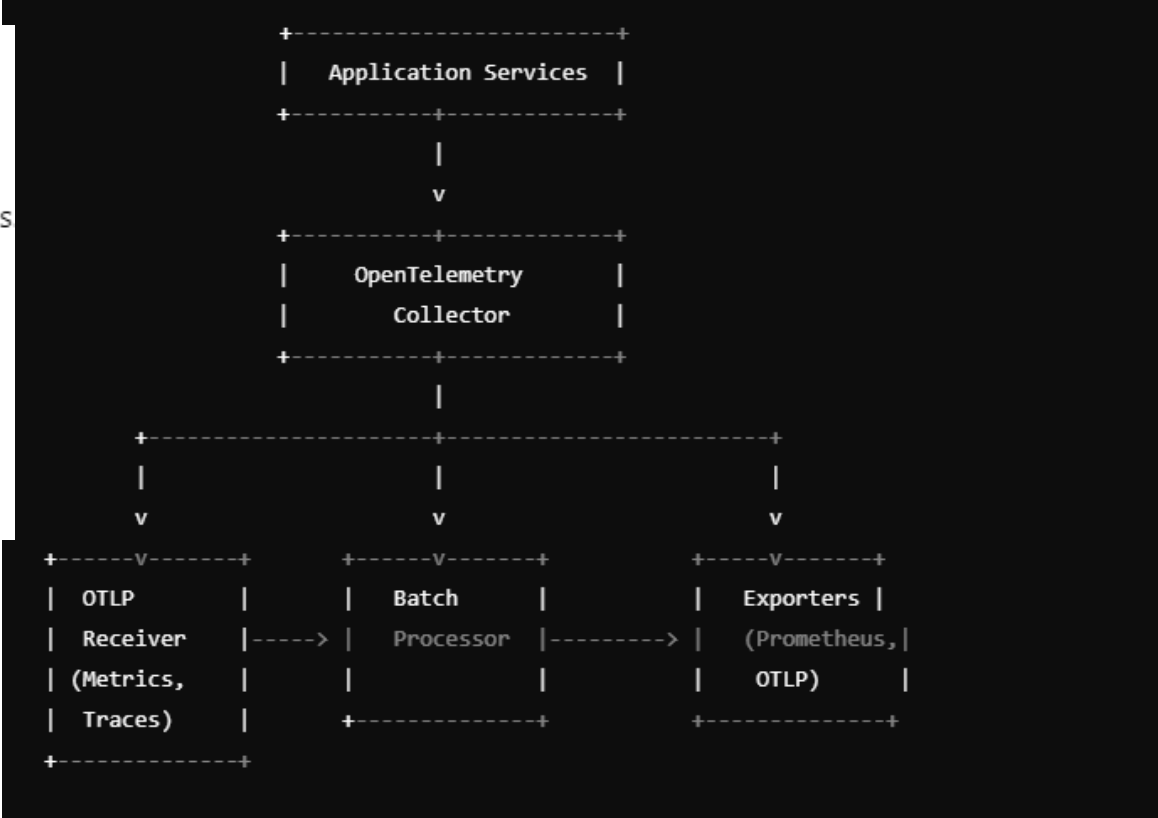 S
+-------------------------+
|   Application Services  |
+-----------+-------------+
|
v
+-----------+-------------+
|     OpenTelemetry       |
|        Collector        |
+-----------+-------------+
|
+----------------------+-------------------------+
|                      |                         |
v                      v                         v
+------v-------+       +------v-------+           +-----v--------+
|  OTLP        |       |   Batch      |           |   Exporters |
|  Receiver    |-----> |   Processor  |---------> |   (Prometheus,|
| (Metrics,    |       |              |           |    OTLP)      |
|  Traces)     |       +--------------+           +--------------+
+--------------+